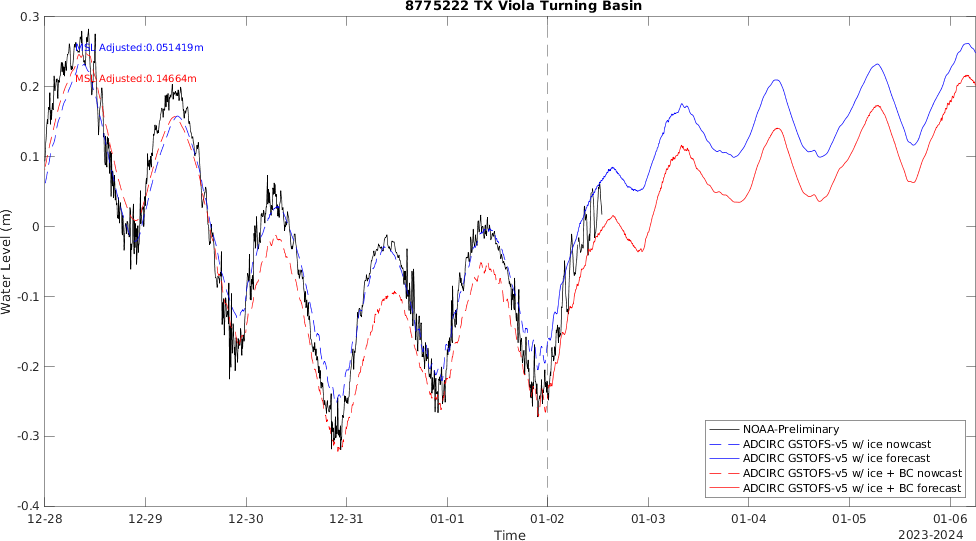 8775222 TX Viola Turning Basin
0.3
0.2
0.1
0
-0.1
-0.2
-0.3
-0.4
Water Level (m)
MSL Adjusted:0.051419m
MSL Adjusted:0.14664m
NOAA-Preliminary
ADCIRC GSTOFS-v5 w/ ice nowcast
ADCIRC GSTOFS-v5 w/ ice forecast
ADCIRC GSTOFS-v5 w/ ice + BC nowcast
ADCIRC GSTOFS-v5 w/ ice + BC forecast
12-28 12-29 12-30 12-31 01-01 01-02 01-03 01-04 01-05 01-06
Time
2023-2024